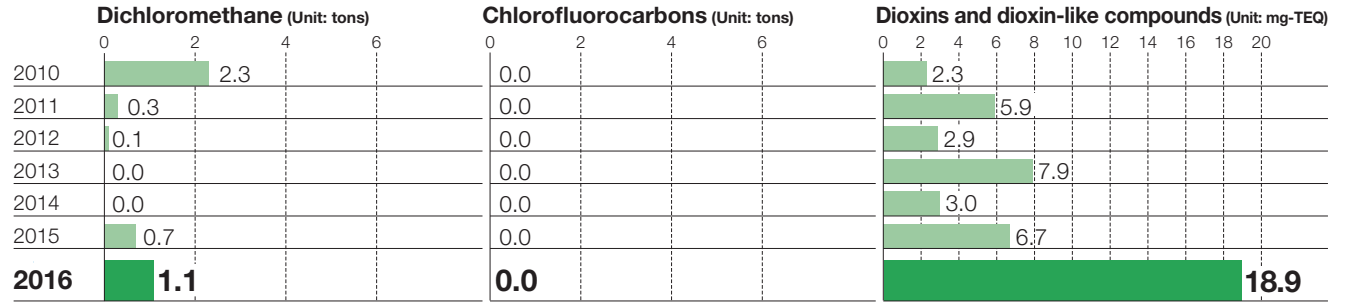 Dichloromethane (Unit: tons) Chlorofluorocarbons (Unit: tons) Dioxins and dioxin-like compounds (Unit: mg-TEQ)
0 2 4 6 0 2 4 6 0 2 4 6 8 10 12 14 16 18 20
2010 2.3 0.0 2.3
2011 0.3 0.0 5.9
2012 0.1 0.0 2.9
2013 0.0 0.0 7.9
2014 0.0 0.0 3.0
2015 0.7 0.0 6.7
2016 1.1 0.0 18.9